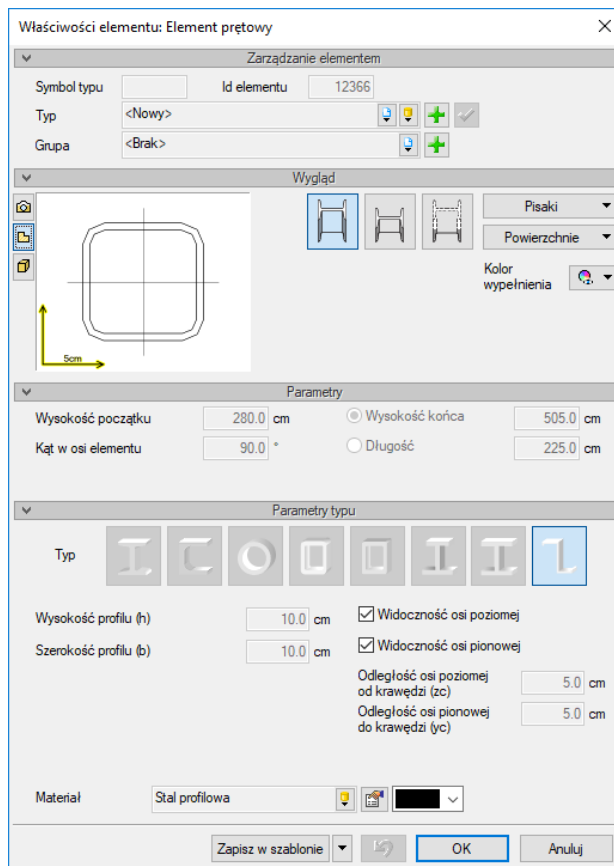 Właściwości elementu: Element prętowy
Zarządzanie elementem
Symbol typu Id elementu 12366
Typ <Nowy>
Grupa <Brak>
Wygląd
Pisaki
Powierzchnie
Kolor
wypełnienia
5cm
Parametry
Wysokość początku 280.0 cm Wysokość końca 505.0 cm
Kąt w osi elementu 90.0 ° Długość 225.0 cm
Parametry typu
Typ
Wysokość profilu (h) 10.0 cm Widoczność osi poziomej
Szerokość profilu (b) 10.0 cm Widoczność osi pionowej
Odległość osi poziomej
od krawędzi (zc) 5.0 cm
Odległość osi pionowej
do krawędzi (yc) 5.0 cm
Materiał Stal profilowa
Zapisz w szablonie OK Anuluj